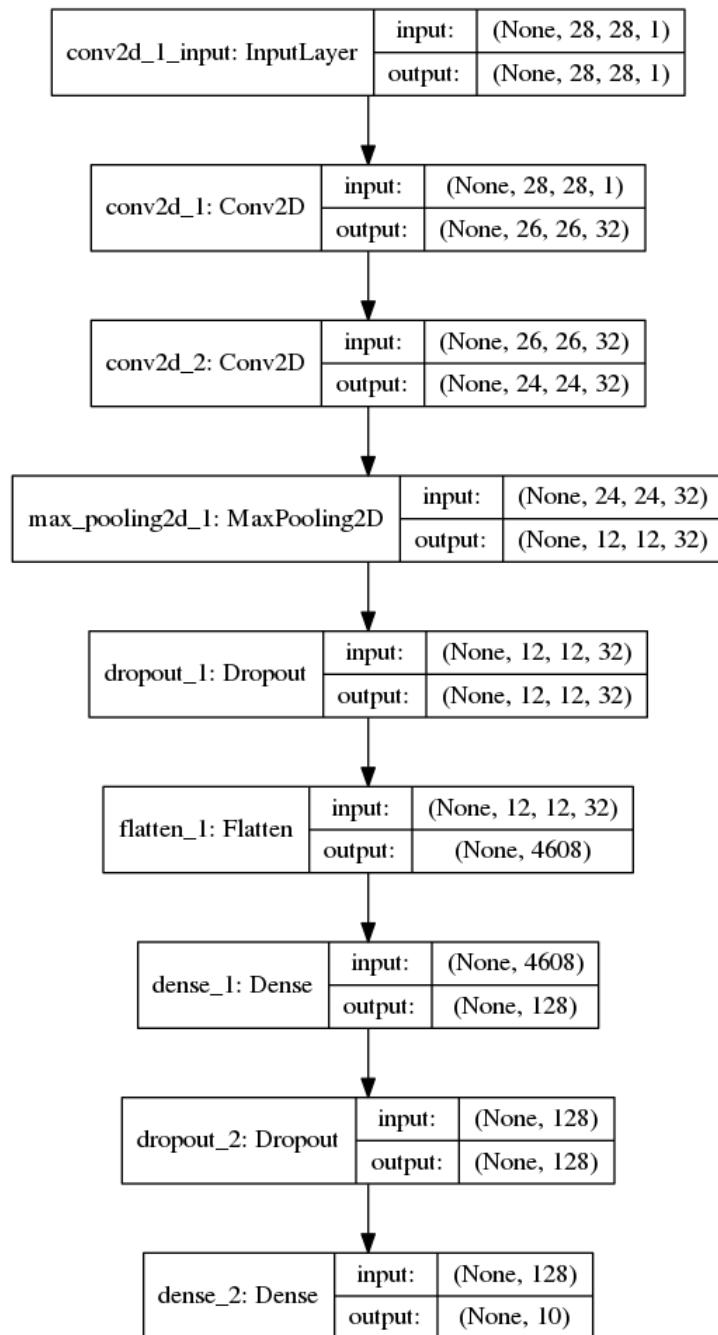 conv2d_1_input: InputLayer
input: (None, 28, 28, 1)
output: (None, 28, 28, 1)
conv2d_1: Conv2D
input: (None, 28, 28, 1)
output: (None, 26, 26, 32)
conv2d_2: Conv2D
input: (None, 26, 26, 32)
output: (None, 24, 24, 32)
max_pooling2d_1: MaxPooling2D
input: (None, 24, 24, 32)
output: (None, 12, 12, 32)
dropout_1: Dropout
input: (None, 12, 12, 32)
output: (None, 12, 12, 32)
flatten_1: Flatten
input: (None, 12, 12, 32)
output: (None, 4608)
dense_1: Dense
input: (None, 4608)
output: (None, 128)
dropout_2: Dropout
input: (None, 128)
output: (None, 128)
dense_2: Dense
input: (None, 128)
output: (None, 10)